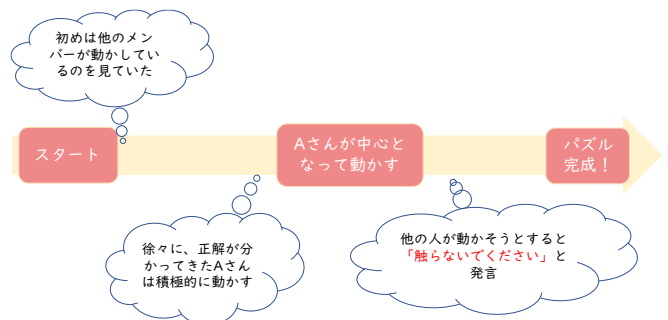 初めは他のメン
バーが動かしてい
るのを見ていた
スタート
Aさんが中心と
なって動かす
パズル
完成！
徐々に、正解が分
かってきたAさん
は積極的に動かす
他の人が動かそうとすると
「触らないでください」と
発言